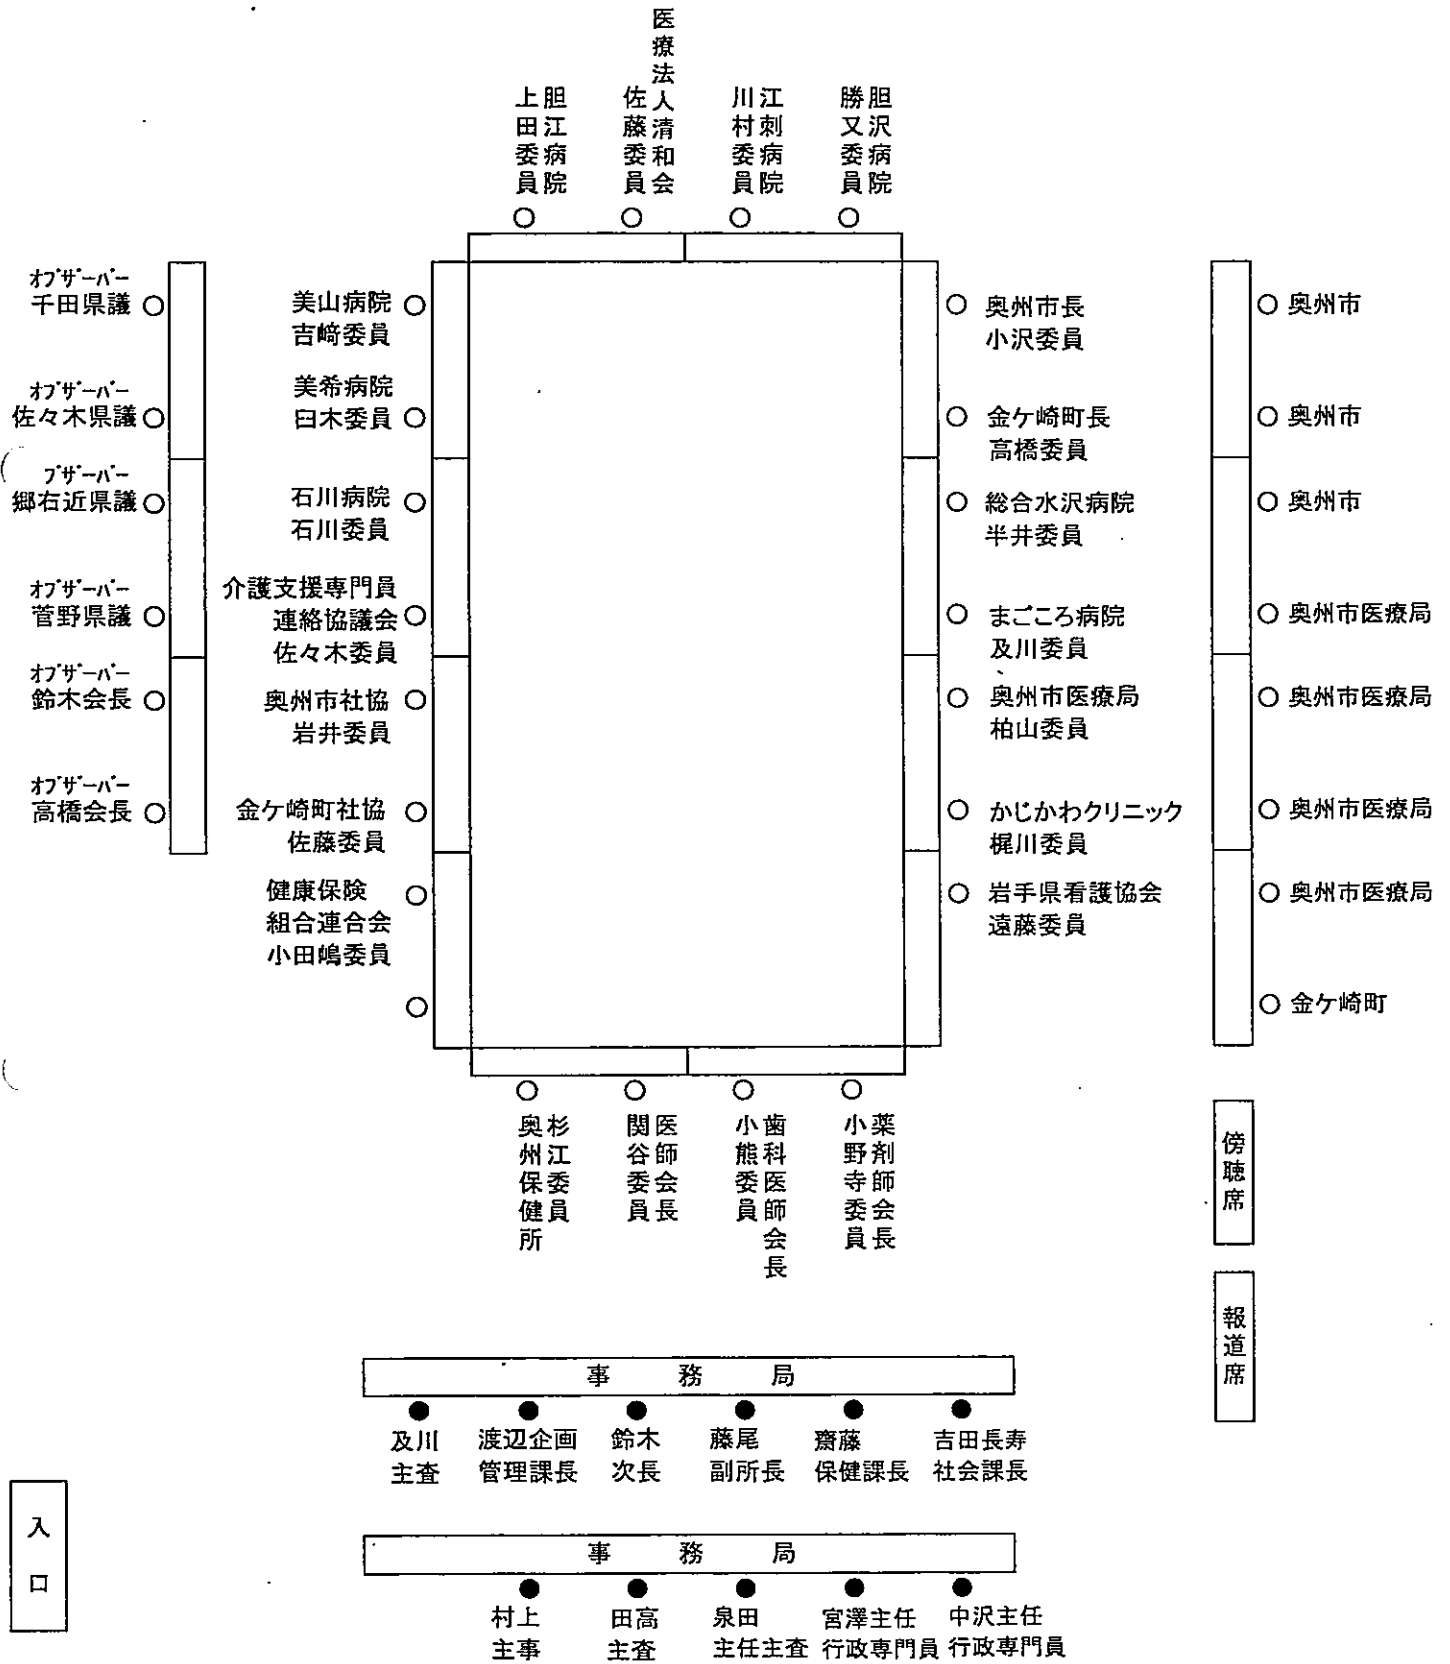 胆江病院
上田委員
医療法人清和会
佐藤委員
江刺病院
川村委員
胆沢病院
勝又委員
オブザーバー
千田県議
オブザーバー
佐々木県議
ブザーバー
郷右近県議
オブザーバー
菅野県議
オブザーバー
鈴木会長
オブザーバー
高橋会長
美山病院
吉﨑委員
美希病院
臼木委員
石川病院
石川委員
介護支援専門員
連絡協議会
佐々木委員
奥州市社協
岩井委員
金ケ崎町社協
佐藤委員
健康保険
組合連合会
小田嶋委員
奥州市長
小沢委員
金ケ崎町長
高橋委員
総合水沢病院
半井委員
まごころ病院
及川委員
奥州市医療局
柏山委員
かじかわクリニック
梶川委員
岩手県看護協会
遠藤委員
奥州市
奥州市
奥州市
奥州市医療局
奥州市医療局
奥州市医療局
奥州市医療局
金ケ崎町
杉江委員
奥州保健所
医師会長
関谷委員
歯科医師会長
小熊委員
薬剤師会長
小野寺委員
傍聴席
報道席
事務局
及川
主査
渡辺企画
管理課長
鈴木
次長
藤尾
副所長
齋藤
保健課長
吉田長寿
社会課長
事務局
村上
主事
田高
主査
泉田
主任主査
宮澤主任
行政専門員
中沢主任
行政専門員
入口